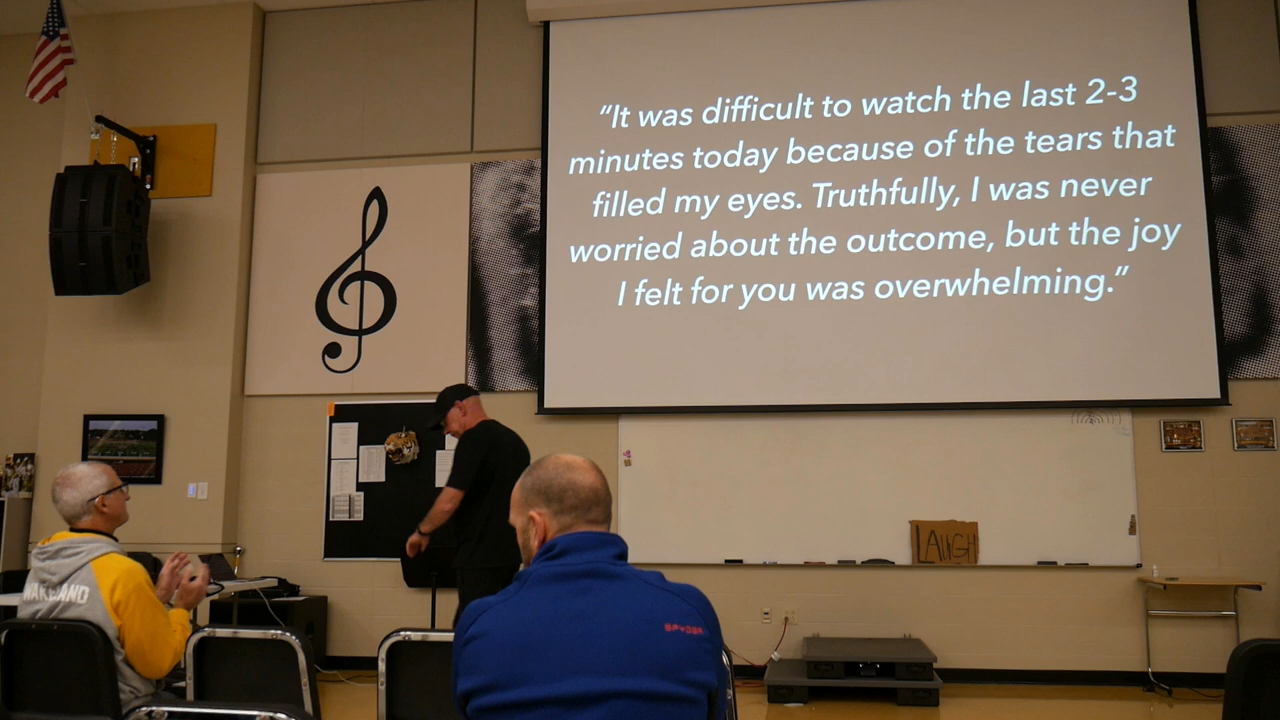 “It was difficult to watch the last 2-3
minutes today because of the tears that
filled my eyes. Truthfully, I was never
worried about the outcome, but the joy
I felt for you was overwhelming.”
LAUGH
WAKELAND
SPYDER